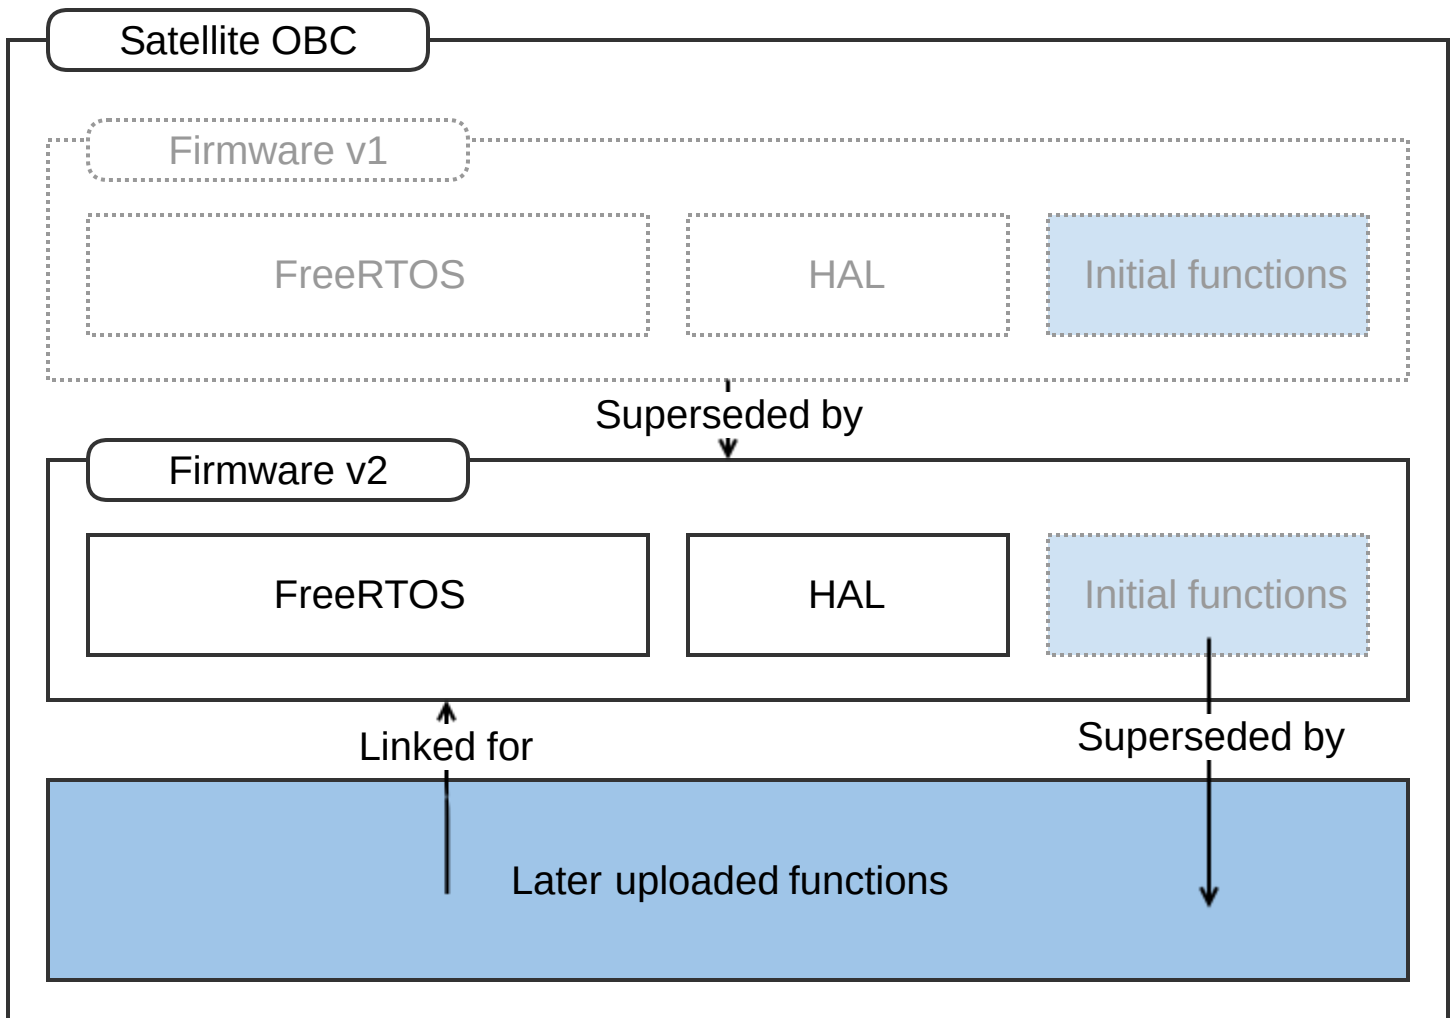 Satellite OBC
Firmware v1
FreeRTOS
HAL
Initial functions
Superseded by
Firmware v2
FreeRTOS
HAL
Initial functions
Linked for
Superseded by
Later uploaded functions